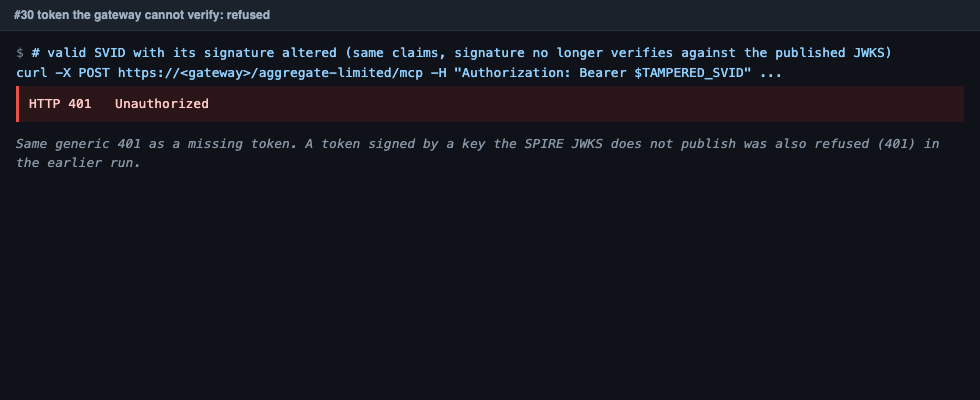 #30 token the gateway cannot verify: refused
$ # valid SVID with its signature altered (same claims, signature no longer verifies against the published JWKS)
curl -X POST https://<gateway>/aggregate-limited/mcp -H "Authorization: Bearer $TAMPERED_SVID" ...
HTTP 401 Unauthorized
Same generic 401 as a missing token. A token signed by a key the SPIRE JWKS does not publish was also refused (401) in
the earlier run.